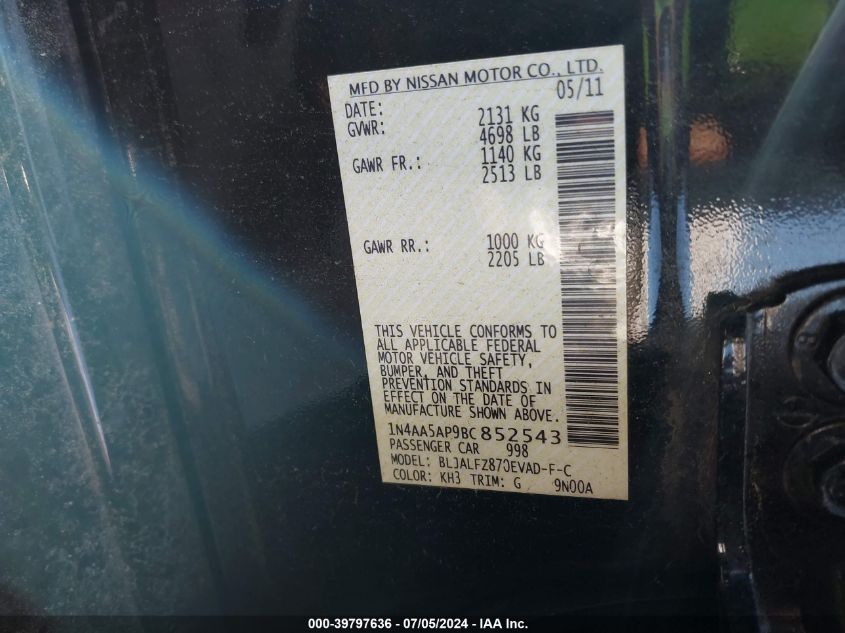 MFD BY NISSAN MOTOR CO., LTD.
DATE: 05/11
GVWR: 2131 KG
4698 LB
GAWR FR.: 1140 KG
2513 LB
GAWR RR.: 1000 KG
2205 LB
THIS VEHICLE CONFORMS TO
ALL APPLICABLE FEDERAL
MOTOR VEHICLE SAFETY,
BUMPER, AND THEFT
PREVENTION STANDARDS IN
EFFECT ON THE DATE OF
MANUFACTURE SHOWN ABOVE.
1N4AA5AP9BC852543
PASSENGER CAR 998
MODEL: BLJALFZ870EVAD-F-C
COLOR: KH3 TRIM: G 9N00A
000-39797636 - 07/05/2024 - IAA Inc.